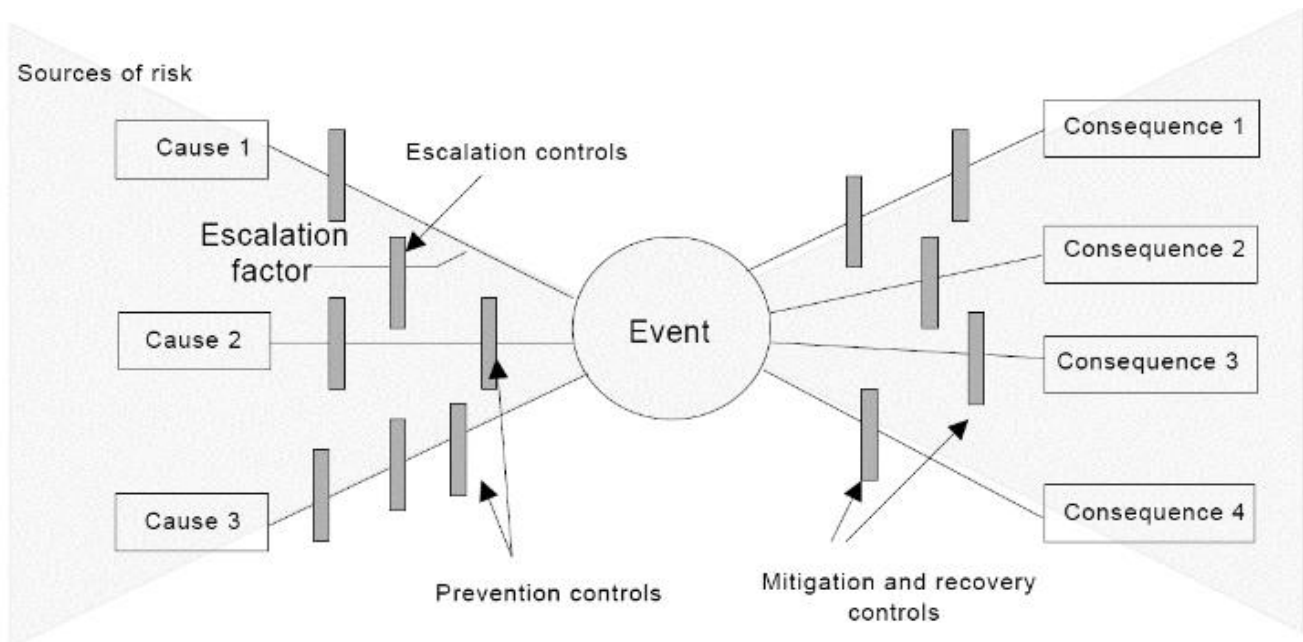 Sources of risk
Cause 1
Escalation controls
Consequence 1
Escalation
factor
Consequence 2
Cause 2
Event
Consequence 3
Cause 3
Consequence 4
Prevention controls
Mitigation and recovery
controls